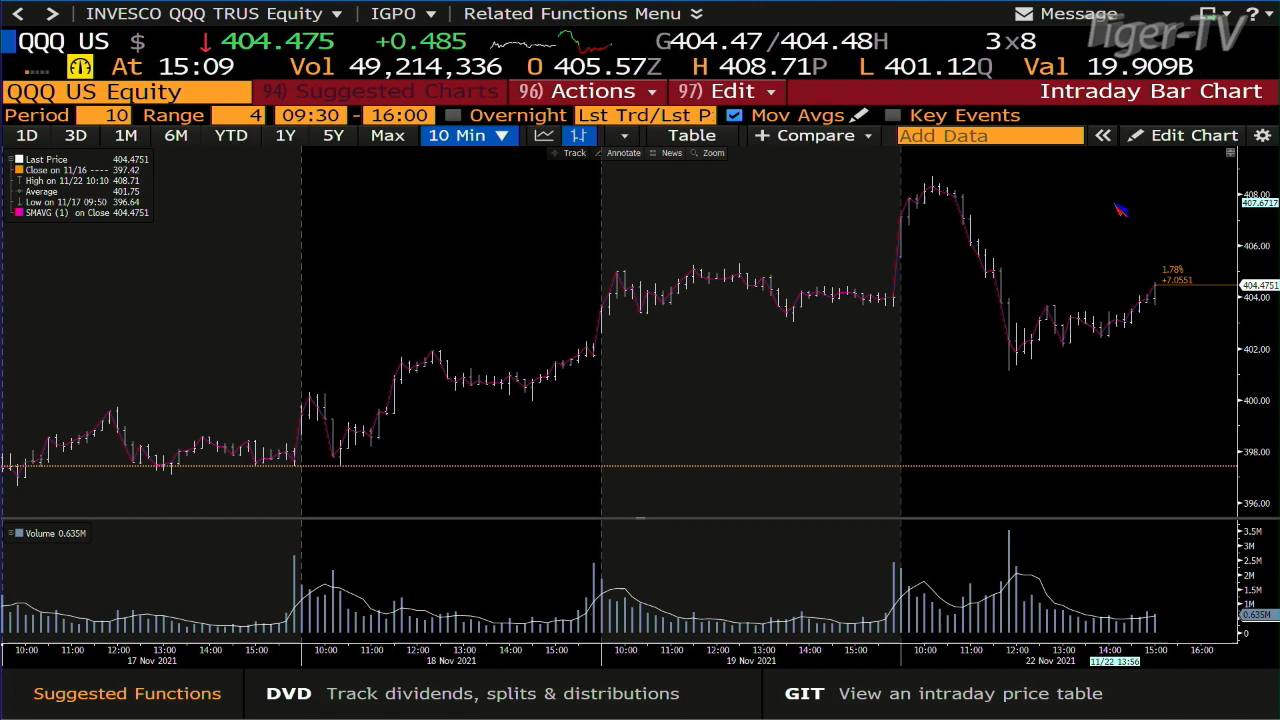 < > INVESCO QQQ TRUS Equity ▼ IGPO ▼ Related Functions Menu Message ? ▼
Tiger-TV
QQQ US $ ↓ 404.475 +0.485 G404.47/404.48H 3x8
At 15:09 Vol 49,214,336 O 405.57Z H 408.71P L 401.12Q Val 19.909B
QQQ US Equity 94) Suggested Charts 96) Actions 97) Edit Intraday Bar Chart
Period 10 Range 4 09:30 - 16:00 Overnight Lst Trd/Lst P Mov Avgs Key Events
1D 3D 1M 6M YTD 1Y 5Y Max 10 Min ▼ Table + Compare Add Data « Edit Chart
Track Annotate News Zoom
Last Price 404.4751
Close on 11/16 ---- 397.42
High on 11/22 10:10 408.71
Average 401.75
Low on 11/17 09:50 396.64
SMAVG (1) on Close 404.4751
408.00
407.6717
406.00
1.78%
+7.0551
404.4751
404.00
402.00
400.00
398.00
396.00
Volume 0.635M
3.5M
3M
2.5M
2M
1.5M
1M
0.635M
0
10:00 11:00 12:00 13:00 14:00 15:00 10:00 11:00 12:00 13:00 14:00 15:00 10:00 11:00 12:00 13:00 14:00 15:00 10:00 11:00 12:00 13:00 14:00 15:00 16:00
17 Nov 2021 18 Nov 2021 19 Nov 2021 22 Nov 2021 11/22 13:56
Suggested Functions DVD Track dividends, splits & distributions GIT View an intraday price table